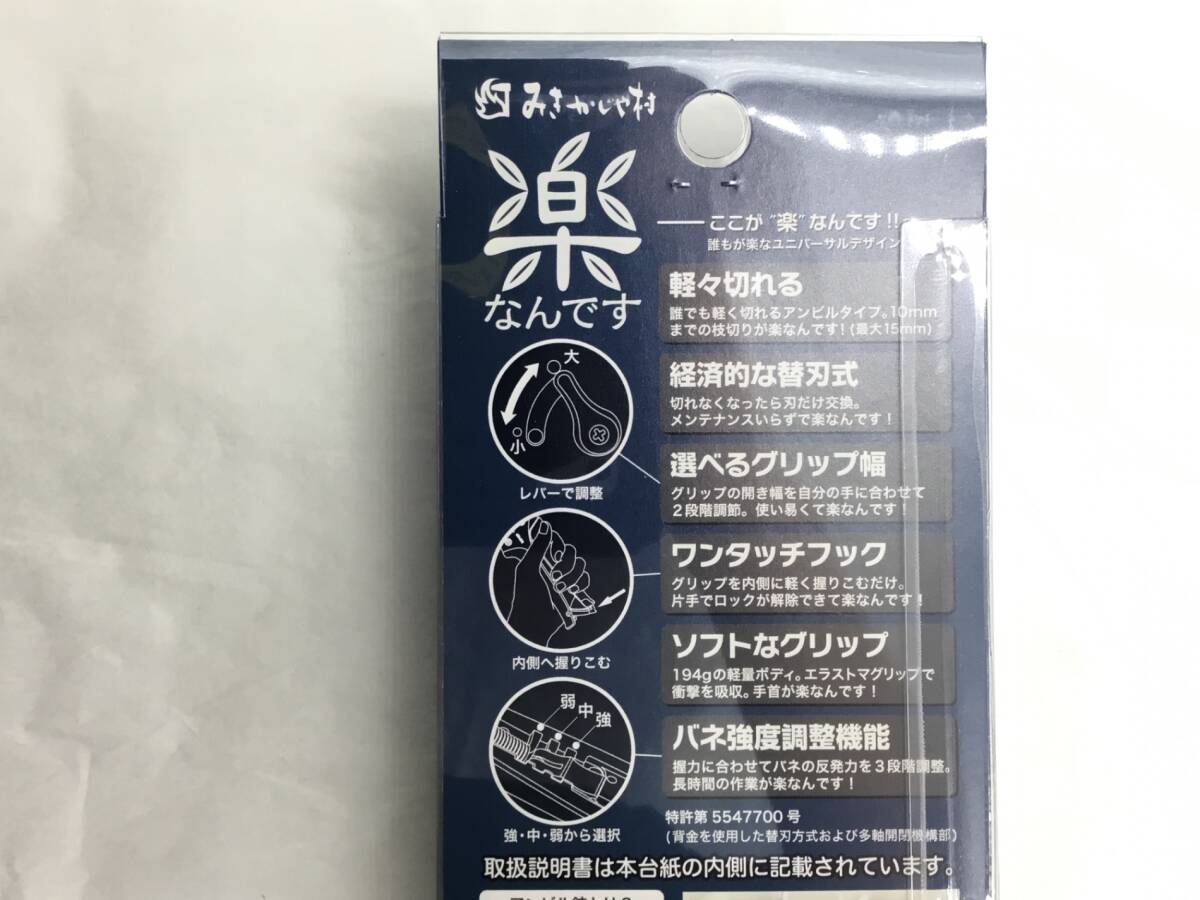 みきかじや村
楽
なんです
ここが"楽"なんです!!
誰もが楽なユニバーサルデザイン
軽々切れる
誰でも軽く切れるアンビルタイプ。10mm
までの枝切りが楽なんです!(最大15mm)
経済的な替刃式
切れなくなったら刃だけ交換。
メンテナンスいらずで楽なんです!
選べるグリップ幅
グリップの開き幅を自分の手に合わせて
2段階調節。使い易くて楽なんです!
大
小
レバーで調整
ワンタッチフック
グリップを内側に軽く握りこむだけ。
片手でロックが解除できて楽なんです!
内側へ握りこむ
ソフトなグリップ
194gの軽量ボディ。エラストマグリップで
衝撃を吸収。手首が楽なんです!
バネ強度調整機能
握力に合わせてバネの反発力を3段階調整。
長時間の作業が楽なんです!
弱
中
強
強・中・弱から選択
特許第 5547700 号
(背金を使用した替刃方式および多軸開閉機構部)
取扱説明書は本台紙の内側に記載されています。